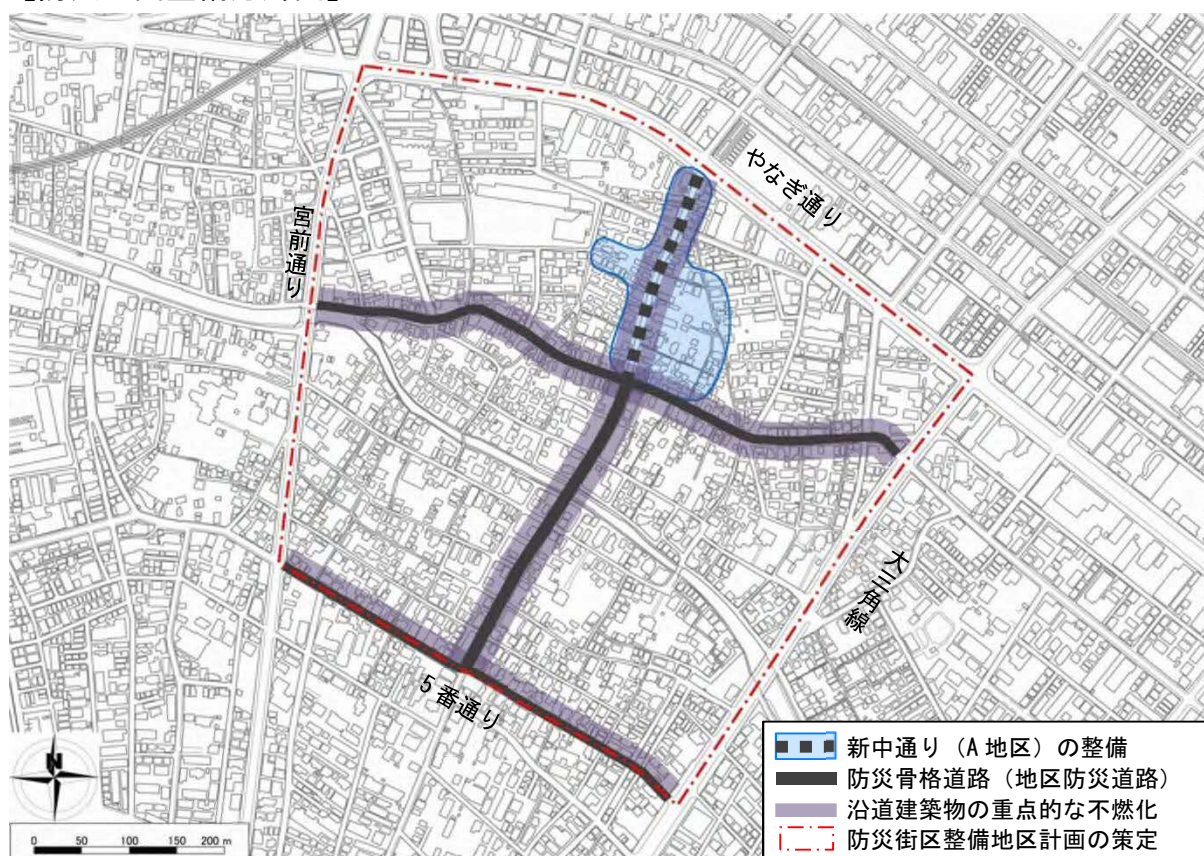 やなぎ通り
宮前通り
大三角線
5番通り
新中通り（A地区）の整備
防災骨格道路（地区防災道路）
沿道建築物の重点的な不燃化
防災街区整備地区計画の策定
N
0 50 100 150 200 m